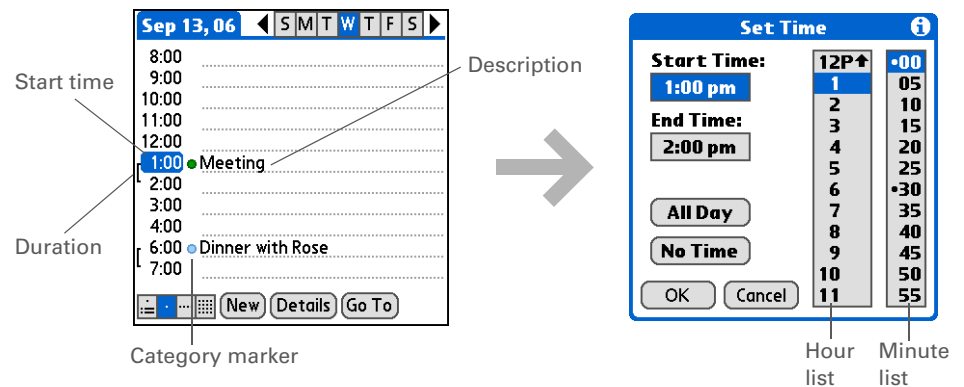 Sep 13, 06 S M T W T F S
8:00
9:00
10:00
11:00
12:00
1:00 Meeting
2:00
3:00
4:00
6:00 Dinner with Rose
7:00
New Details Go To
Start time
Description
Duration
Category marker
Set Time
Start Time:
1:00 pm
End Time:
2:00 pm
All Day
No Time
OK Cancel
12P
1
2
3
4
5
6
7
8
9
10
11
•00
05
10
15
20
25
•30
35
40
45
50
55
Hour
list
Minute
list